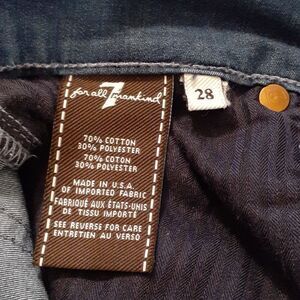 for all 7 mankind
28
70% COTTON
30% POLYESTER
70% COTON
30% POLYESTER
MADE IN U.S.A.
OF IMPORTED FABRIC
FABRIQUÉ AUX ÉTATS-UNIS
DE TISSU IMPORTÉ
SEE REVERSE FOR CARE
ENTRETIEN AU VERSO